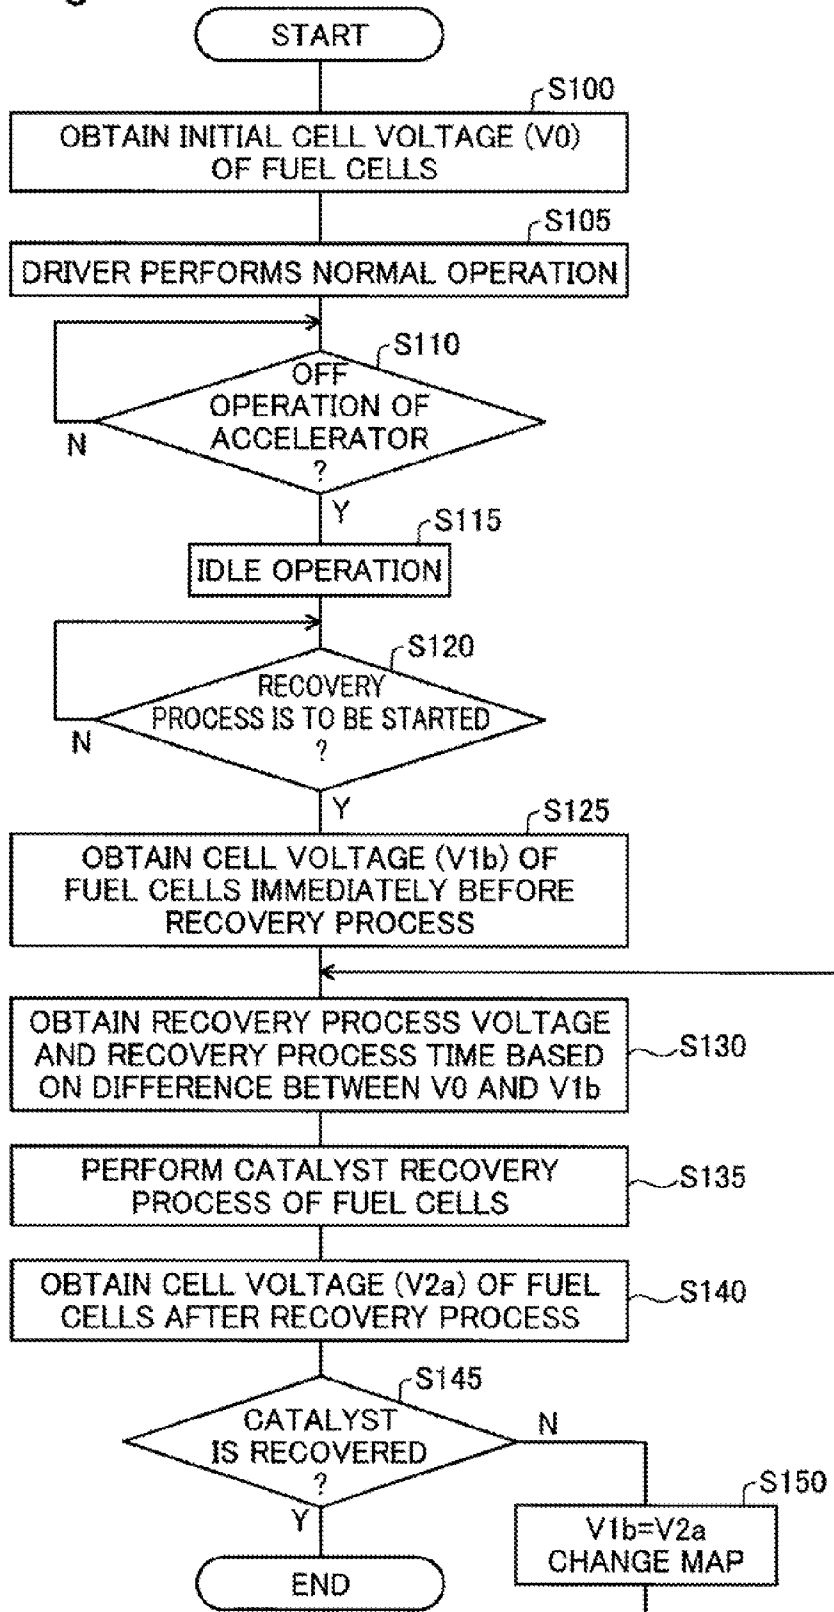 START
S100
OBTAIN INITIAL CELL VOLTAGE (V0)
OF FUEL CELLS
S105
DRIVER PERFORMS NORMAL OPERATION
S110
OFF
OPERATION OF
ACCELERATOR
?
N
Y
S115
IDLE OPERATION
S120
RECOVERY
PROCESS IS TO BE STARTED
?
N
Y
S125
OBTAIN CELL VOLTAGE (V1b) OF
FUEL CELLS IMMEDIATELY BEFORE
RECOVERY PROCESS
OBTAIN RECOVERY PROCESS VOLTAGE
AND RECOVERY PROCESS TIME BASED
ON DIFFERENCE BETWEEN V0 AND V1b
S130
PERFORM CATALYST RECOVERY
PROCESS OF FUEL CELLS
S135
OBTAIN CELL VOLTAGE (V2a) OF FUEL
CELLS AFTER RECOVERY PROCESS
S140
S145
CATALYST
IS RECOVERED
?
N
Y
S150
V1b=V2a
CHANGE MAP
END